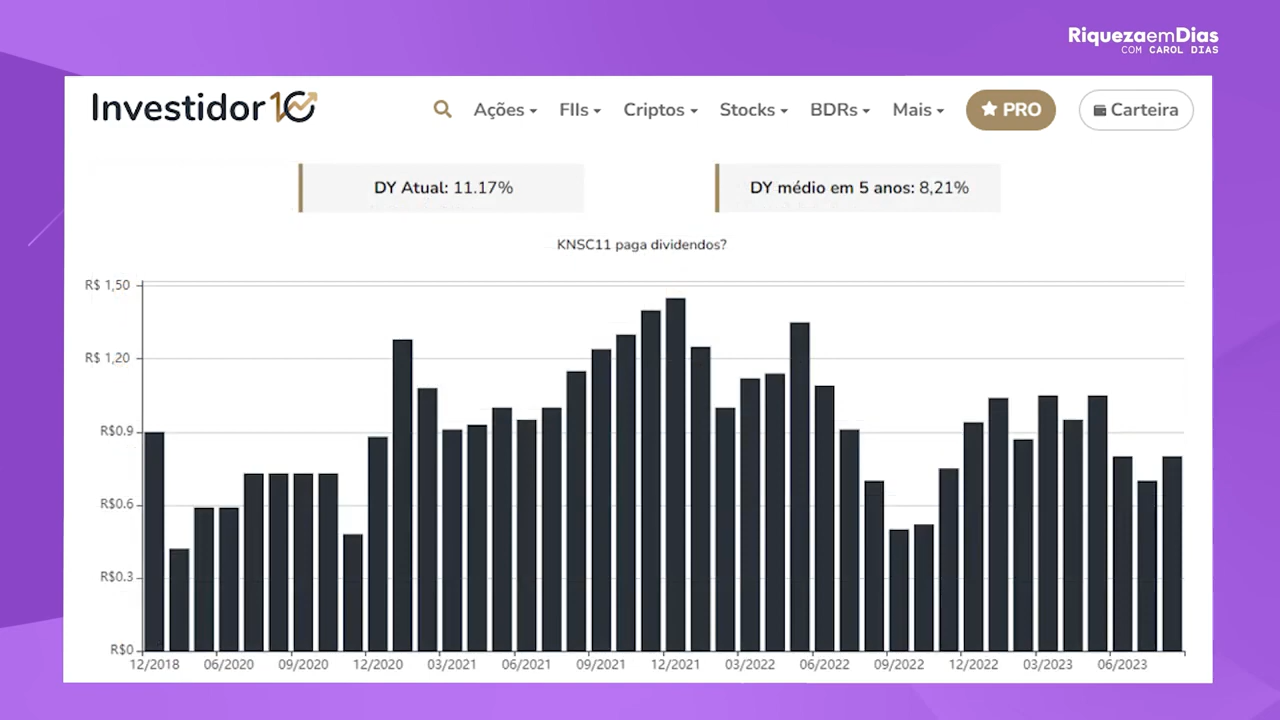 RiquezaemDias
COM CAROL DIAS
Investidor10
Ações
FIIs
Criptos
Stocks
BDRs
Mais
PRO
Carteira
DY Atual: 11.17%
DY médio em 5 anos: 8,21%
KNSC11 paga dividendos?
R$ 1,50
R$ 1,20
R$0.9
R$0.6
R$0.3
R$0
12/2018 06/2020 09/2020 12/2020 03/2021 06/2021 09/2021 12/2021 03/2022 06/2022 09/2022 12/2022 03/2023 06/2023